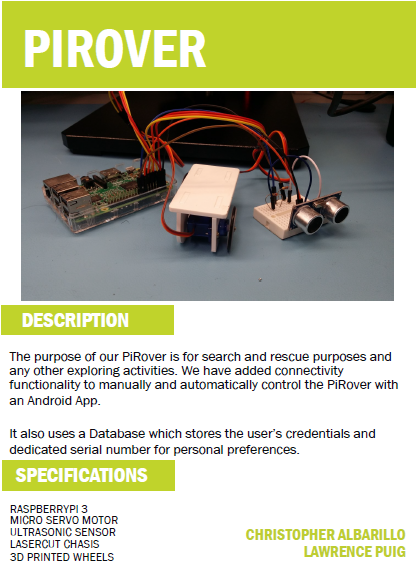 PIROVER
DESCRIPTION
The purpose of our PiRover is for search and rescue purposes and
any other exploring activities. We have added connectivity
functionality to manually and automatically control the PiRover with
an Android App.
It also uses a Database which stores the user's credentials and
dedicated serial number for personal preferences.
SPECIFICATIONS
RASPBERRYPI 3
MICRO SERVO MOTOR
ULTRASONIC SENSOR
LASERCUT CHASIS
3D PRINTED WHEELS
CHRISTOPHER ALBARILLO
LAWRENCE PUIG